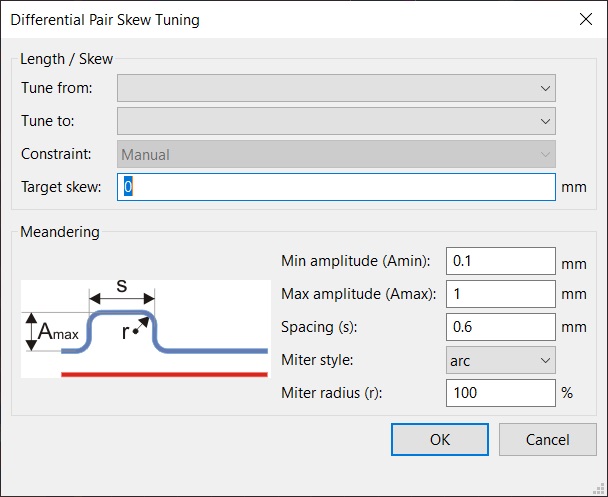 Differential Pair Skew Tuning
Length / Skew
Tune from:
Tune to:
Constraint: Manual
Target skew: 0 mm
Meandering
s
Amax
r
Min amplitude (Amin): 0.1 mm
Max amplitude (Amax): 1 mm
Spacing (s): 0.6 mm
Miter style: arc
Miter radius (r): 100 %
OK Cancel